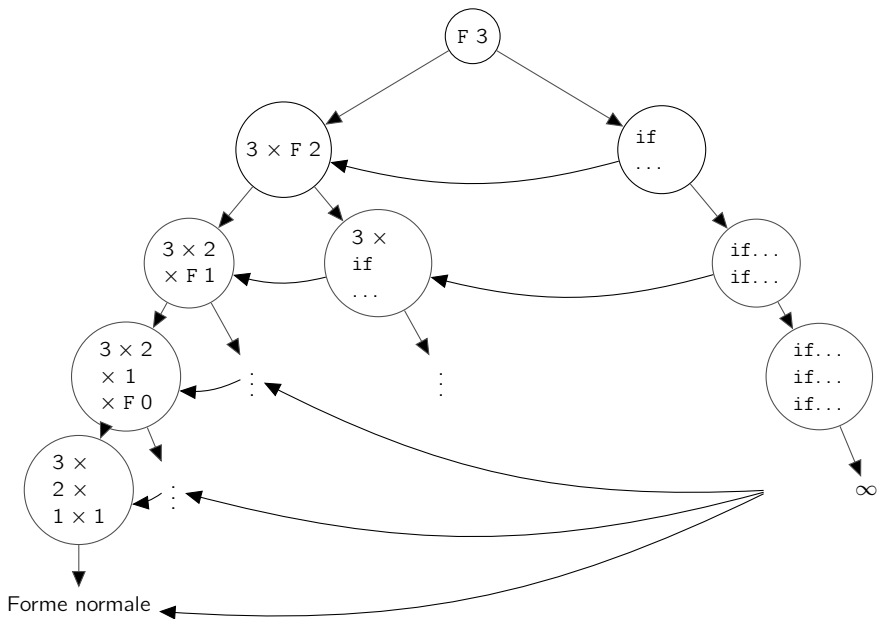 F 3
3 × F 2
if
...
3 × 2
× F 1
3 ×
if
...
if...
if...
3 × 2
× 1
× F 0
⋮
⋮
if...
if...
if...
3 ×
2 ×
1 × 1
⋮
∞
Forme normale